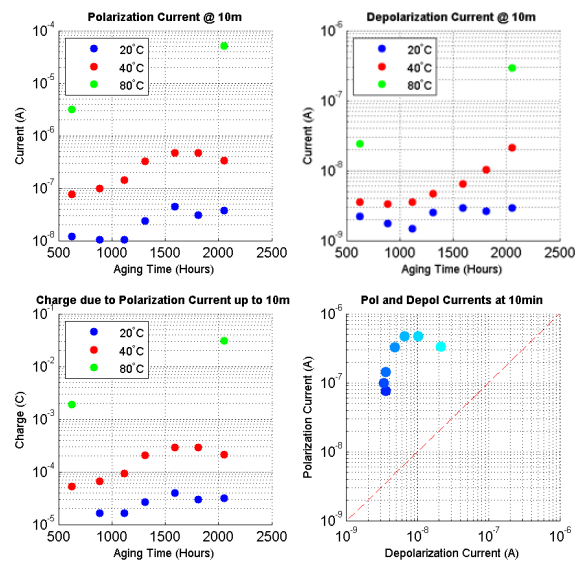 Polarization Current @ 10m
10^-4
10^-5
10^-6
10^-7
10^-8
Current (A)
20°C
40°C
80°C
500 1000 1500 2000 2500
Aging Time (Hours)
Depolarization Current @ 10m
10^-6
10^-7
10^-8
10^-9
Current (A)
20°C
40°C
80°C
500 1000 1500 2000 2500
Aging Time (Hours)
Charge due to Polarization Current up to 10m
10^-1
10^-2
10^-3
10^-4
10^-5
Charge (C)
20°C
40°C
80°C
500 1000 1500 2000 2500
Aging Time (Hours)
Pol and Depol Currents at 10min
10^-6
10^-7
10^-8
10^-9
Polarization Current (A)
10^-9 10^-8 10^-7 10^-6
Depolarization Current (A)